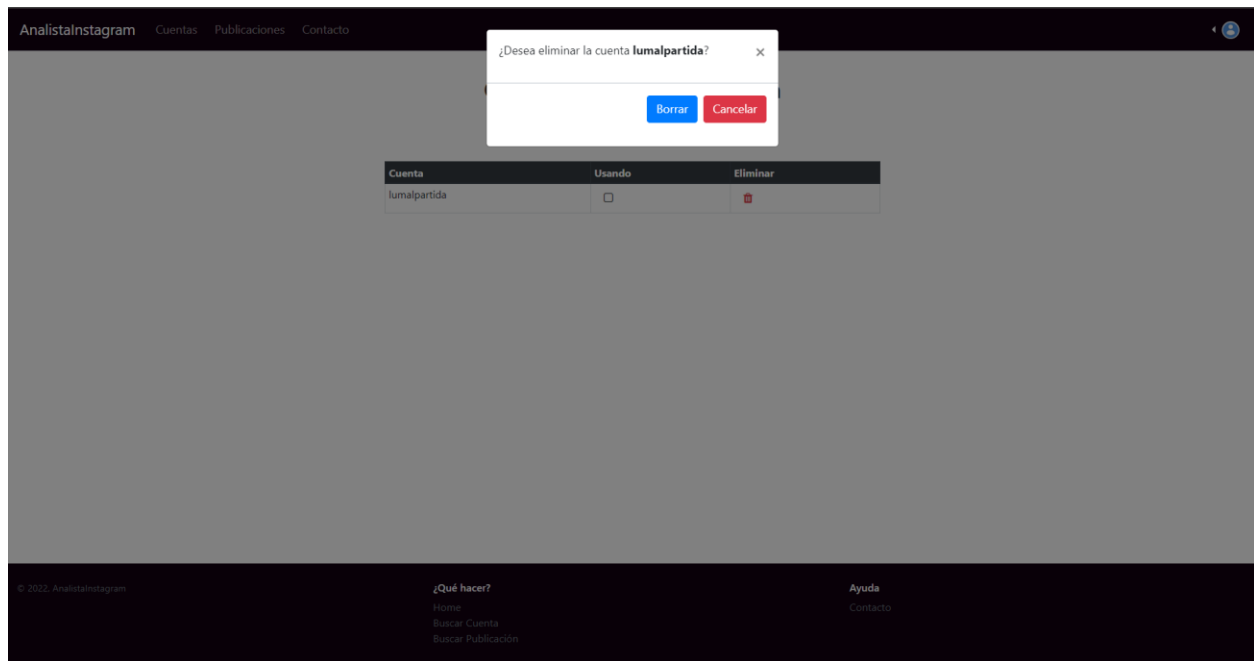 AnalistaInstagram Cuentas Publicaciones Contacto
¿Desea eliminar la cuenta lumalpartida? ×
Borrar Cancelar
Cuenta Usando Eliminar
lumalpartida
© 2022. AnalistaInstagram ¿Qué hacer? Ayuda
Home Contacto
Buscar Cuenta
Buscar Publicación